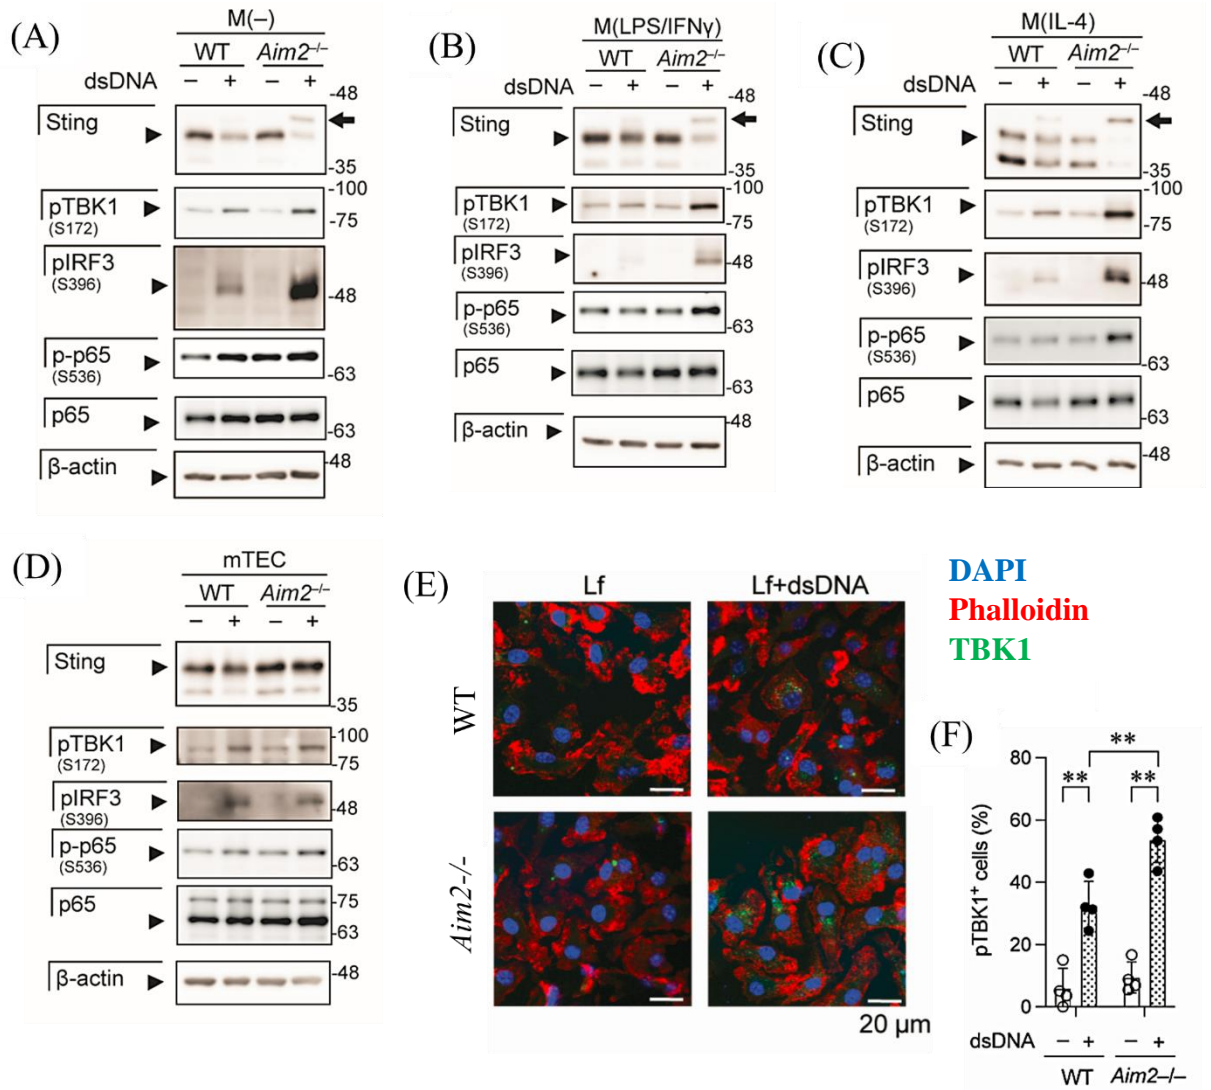 (A)
M(–)
WT Aim2–/–
dsDNA – + – +
-48
Sting
-35
-100
pTBK1
(S172)
-75
pIRF3
(S396)
-48
p-p65
(S536)
-63
p65
-63
β-actin
-48
(B)
M(LPS/IFNγ)
WT Aim2–/–
dsDNA – + – +
-48
Sting
-35
-100
pTBK1
(S172)
-75
pIRF3
(S396)
-48
p-p65
(S536)
-63
p65
-63
β-actin
-48
(C)
M(IL-4)
WT Aim2–/–
dsDNA – + – +
-48
Sting
-35
-100
pTBK1
(S172)
-75
pIRF3
(S396)
-48
p-p65
(S536)
-63
p65
-63
β-actin
-48
(D)
mTEC
WT Aim2–/–
– + – +
Sting
-35
pTBK1
(S172)
-100
-75
pIRF3
(S396)
-48
p-p65
(S536)
-63
p65
-75
-63
β-actin
-48
(E)
Lf Lf+dsDNA
WT
Aim2-/-
20 μm
DAPI
Phalloidin
TBK1
(F)
**
** **
pTBK1+ cells (%)
80
60
40
20
0
dsDNA – + – +
WT Aim2–/–